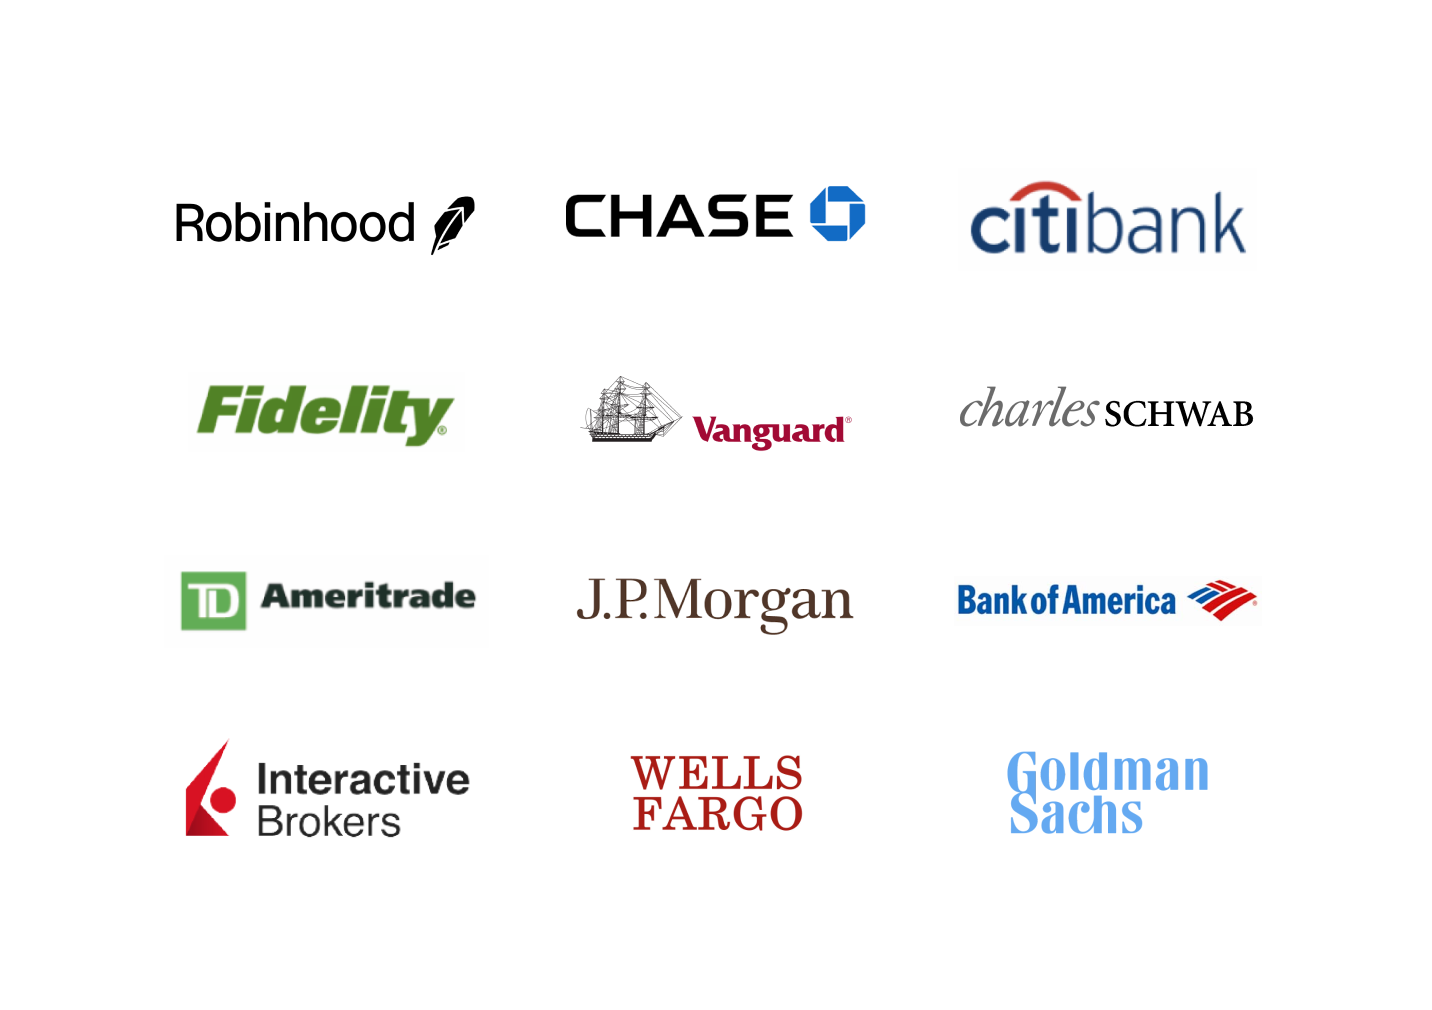 Robinhood
CHASE
citibank
Fidelity®
Vanguard®
charles SCHWAB
TD Ameritrade
J.P.Morgan
Bank of America®
Interactive
Brokers
WELLS
FARGO
Goldman
Sachs